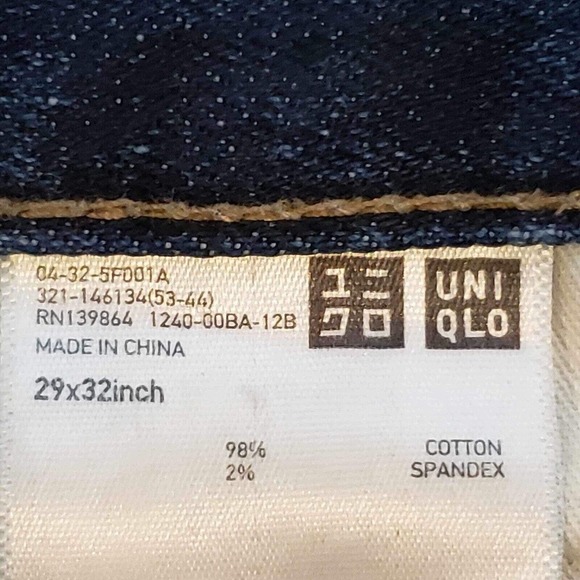 04-32-5F001A
321-146134(53-44)
RN139864 1240-00BA-12B
MADE IN CHINA
ユニ
クロ
UNI
QLO
29x32inch
98% COTTON
2% SPANDEX